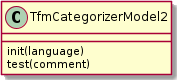 C TfmCategorizerModel2
init(language)
test(comment)